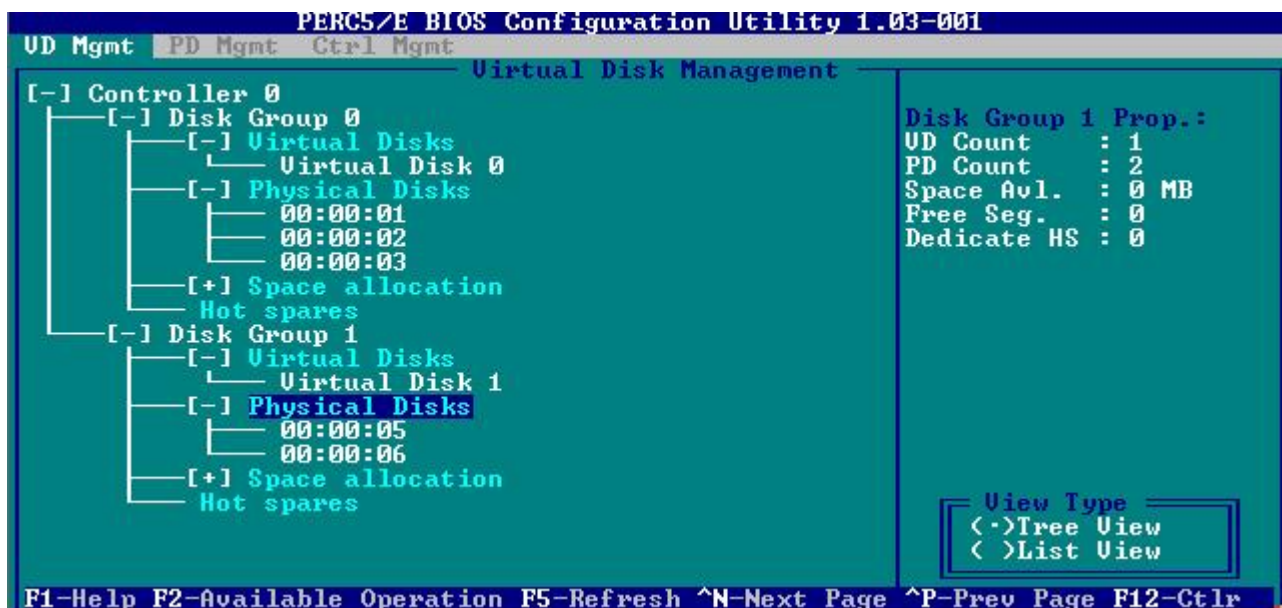 PERC5/E BIOS Configuration Utility 1.03-001
VD Mgmt PD Mgmt Ctrl Mgmt
Virtual Disk Management
[-] Controller 0
[-] Disk Group 0
[-] Virtual Disks
Virtual Disk 0
[-] Physical Disks
00:00:01
00:00:02
00:00:03
[+] Space allocation
Hot spares
[-] Disk Group 1
[-] Virtual Disks
Virtual Disk 1
[-] Physical Disks
00:00:05
00:00:06
[+] Space allocation
Hot spares
Disk Group 1 Prop.:
VD Count : 1
PD Count : 2
Space Avl. : 0 MB
Free Seg. : 0
Dedicate HS : 0
View Type
(·)Tree View
( )List View
F1-Help F2-Available Operation F5-Refresh ^N-Next Page ^P-Prev Page F12-Ctlr